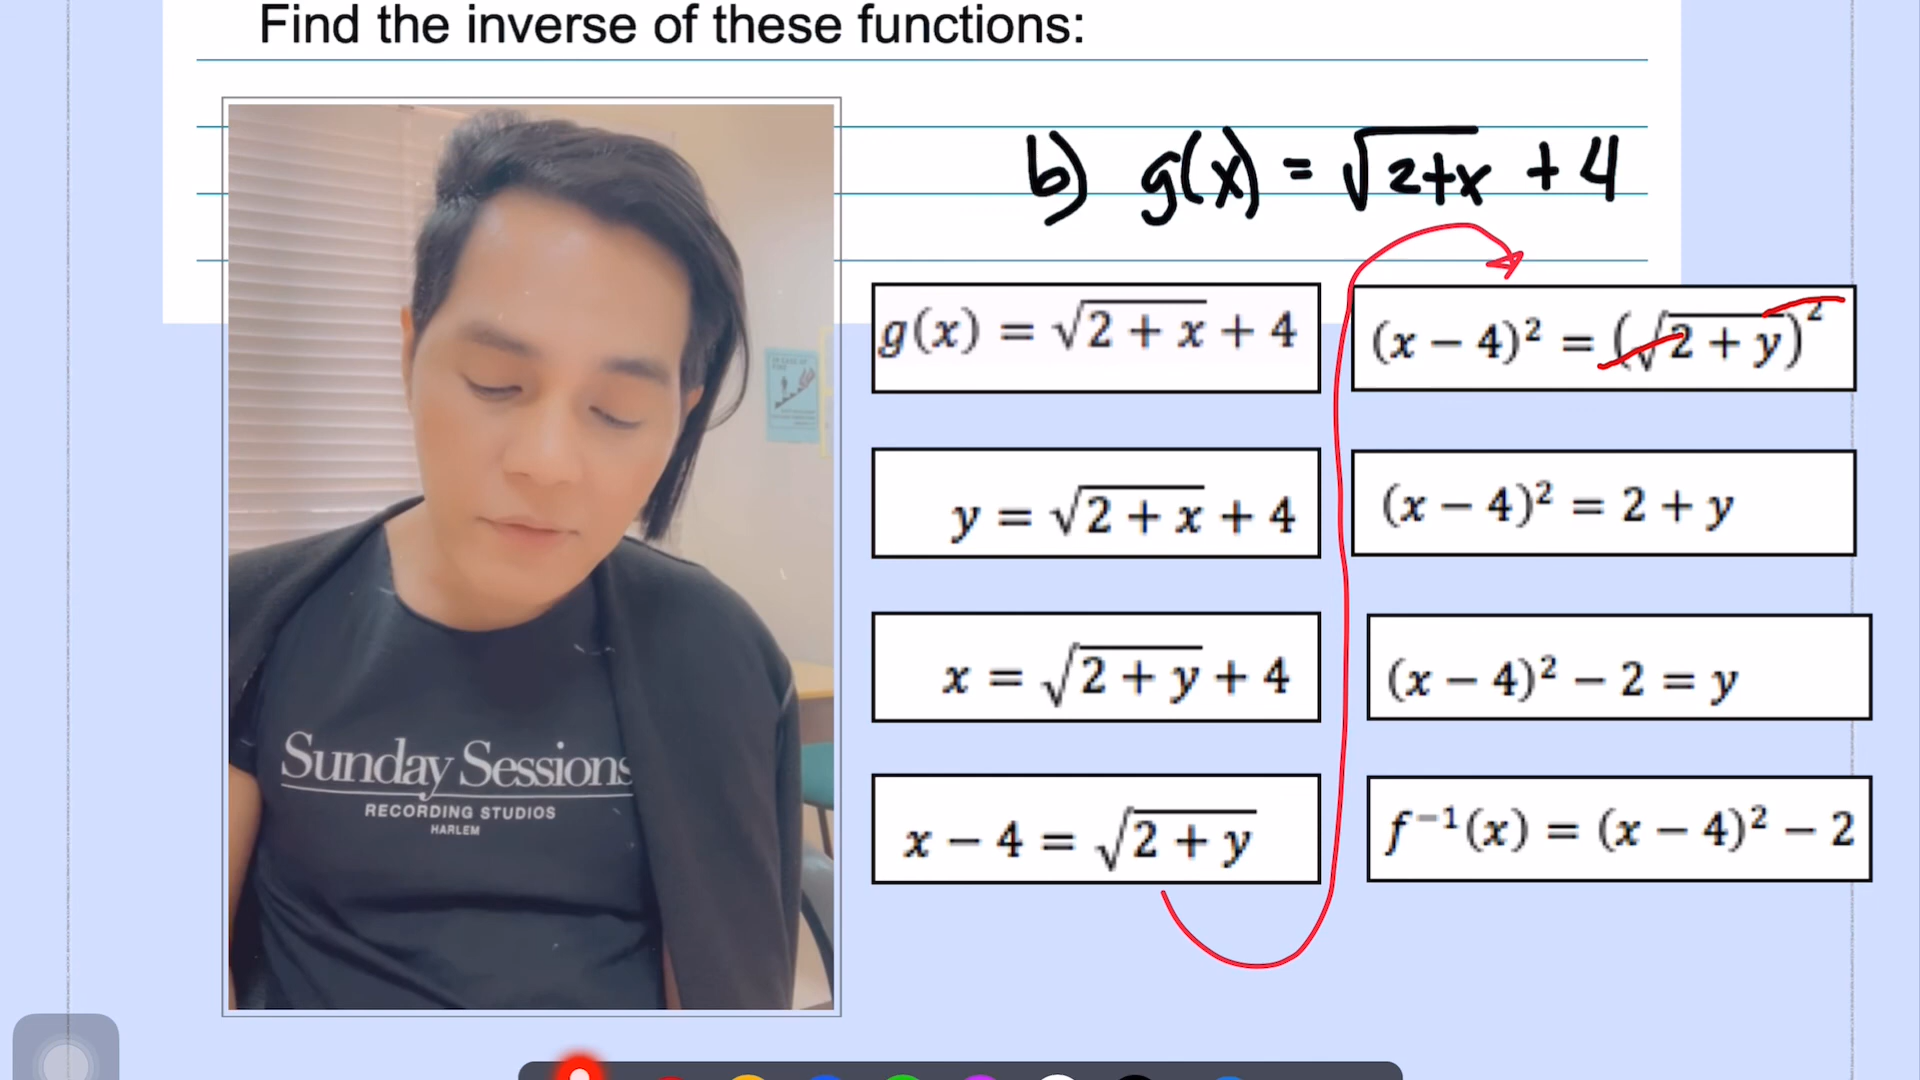 Find the inverse of these functions:
b) g(x) = √2+x + 4
g(x) = √2 + x + 4
y = √2 + x + 4
x = √2 + y + 4
x − 4 = √2 + y
(x − 4)² = (√2 + y)²
(x − 4)² = 2 + y
(x − 4)² − 2 = y
f⁻¹(x) = (x − 4)² − 2
Sunday Sessions
RECORDING STUDIOS
HARLEM